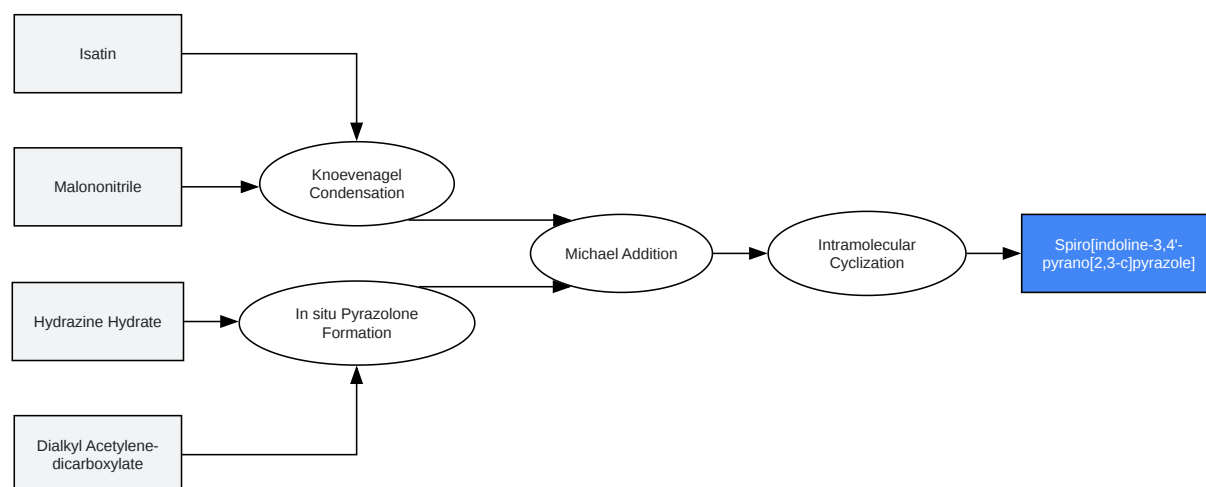 Isatin
Malononitrile
Knoevenagel
Condensation
Michael Addition
Intramolecular
Cyclization
Spiro[indoline-3,4'-
pyrano[2,3-c]pyrazole]
Hydrazine Hydrate
In situ Pyrazolone
Formation
Dialkyl Acetylene-
dicarboxylate